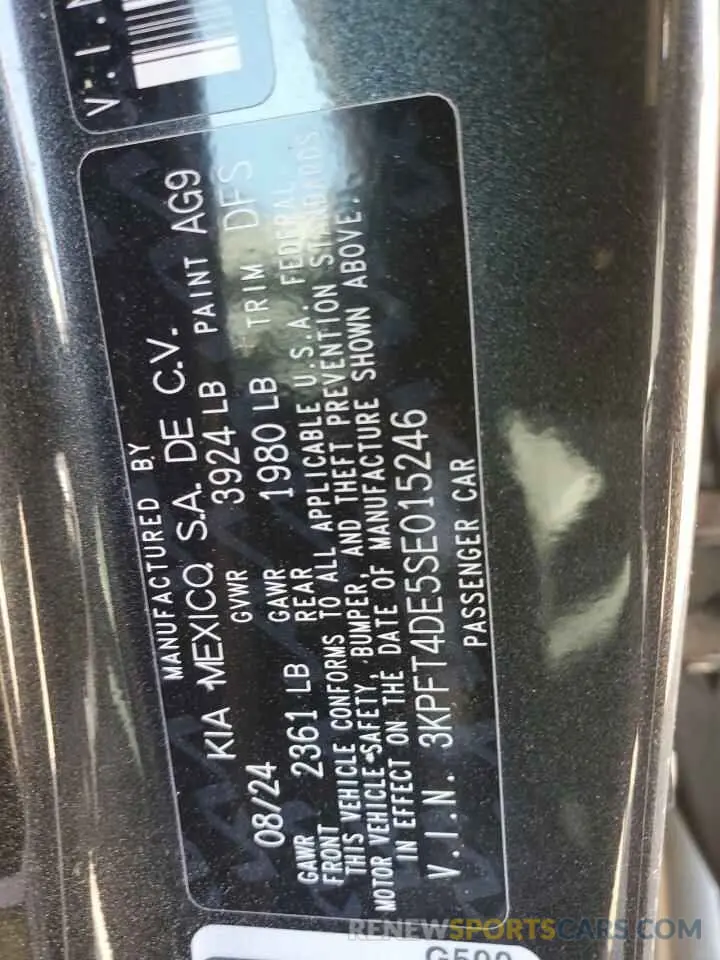 V.I.N
MANUFACTURED BY
KIA MEXICO, S.A. DE C.V.
08/24 GVWR 3924 LB PAINT AG9
GAWR FRONT 2361 LB GAWR REAR 1980 LB TRIM DFS
THIS VEHICLE CONFORMS TO ALL APPLICABLE U.S.A. FEDERAL
MOTOR VEHICLE SAFETY, BUMPER, AND THEFT PREVENTION STANDARDS
IN EFFECT ON THE DATE OF MANUFACTURE SHOWN ABOVE.
V.I.N. 3KPFT4DE5SE015246
PASSENGER CAR
RENEWSPORTSCARS.COM